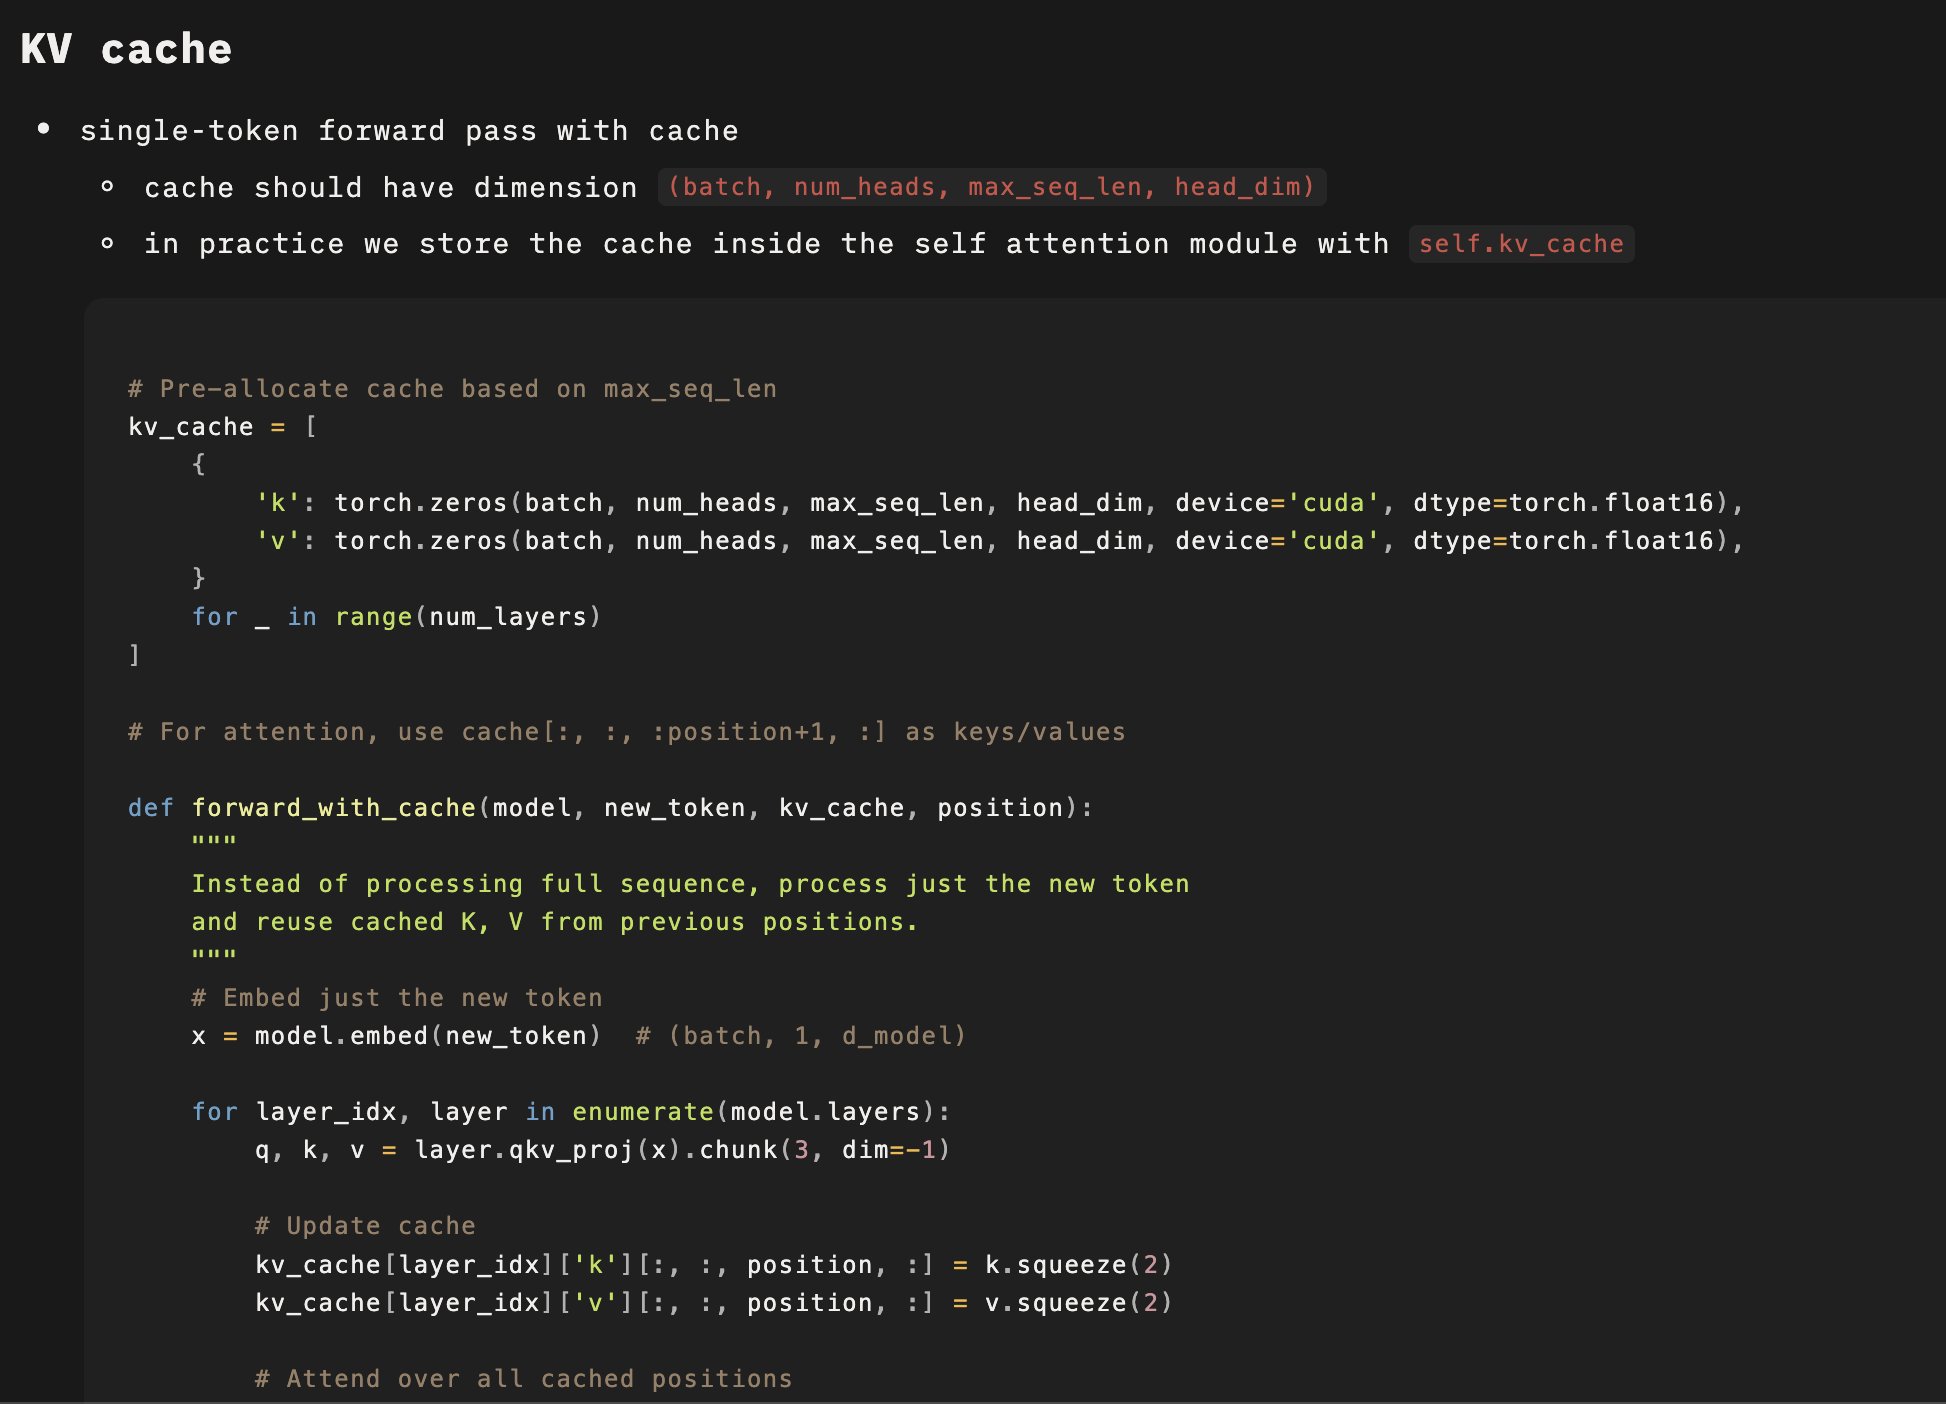 KV cache
• single-token forward pass with cache
◦ cache should have dimension (batch, num_heads, max_seq_len, head_dim)
◦ in practice we store the cache inside the self attention module with self.kv_cache
# Pre-allocate cache based on max_seq_len
kv_cache = [
    {
        'k': torch.zeros(batch, num_heads, max_seq_len, head_dim, device='cuda', dtype=torch.float16),
        'v': torch.zeros(batch, num_heads, max_seq_len, head_dim, device='cuda', dtype=torch.float16),
    }
    for _ in range(num_layers)
]
# For attention, use cache[:, :, :position+1, :] as keys/values
def forward_with_cache(model, new_token, kv_cache, position):
    """
    Instead of processing full sequence, process just the new token
    and reuse cached K, V from previous positions.
    """
    # Embed just the new token
    x = model.embed(new_token)  # (batch, 1, d_model)
    for layer_idx, layer in enumerate(model.layers):
        q, k, v = layer.qkv_proj(x).chunk(3, dim=-1)
        # Update cache
        kv_cache[layer_idx]['k'][:, :, position, :] = k.squeeze(2)
        kv_cache[layer_idx]['v'][:, :, position, :] = v.squeeze(2)
        # Attend over all cached positions